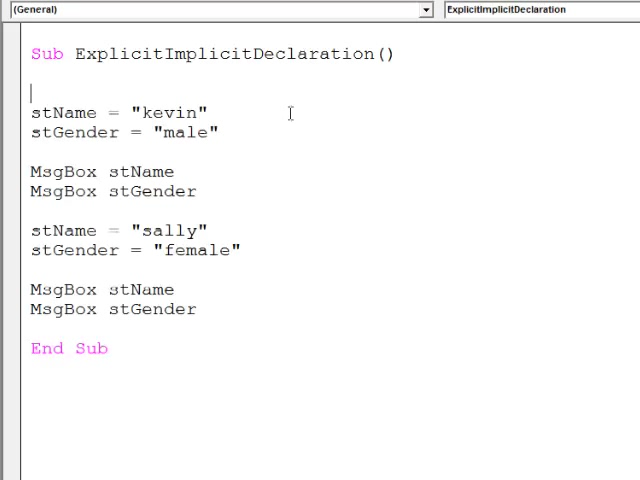 (General) ExplicitImplicitDeclaration
Sub ExplicitImplicitDeclaration()
stName = "kevin"
stGender = "male"
MsgBox stName
MsgBox stGender
stName = "sally"
stGender = "female"
MsgBox stName
MsgBox stGender
End Sub